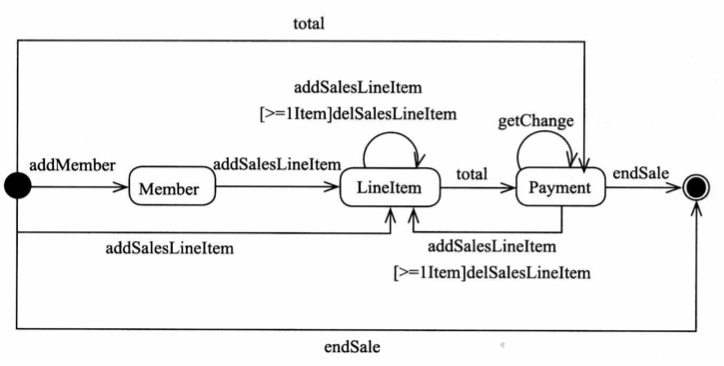 total
addSalesLineItem
[>=1Item]delSalesLineItem
getChange
addMember
addSalesLineItem
total
endSale
Member
LineItem
Payment
addSalesLineItem
addSalesLineItem
[>=1Item]delSalesLineItem
endSale